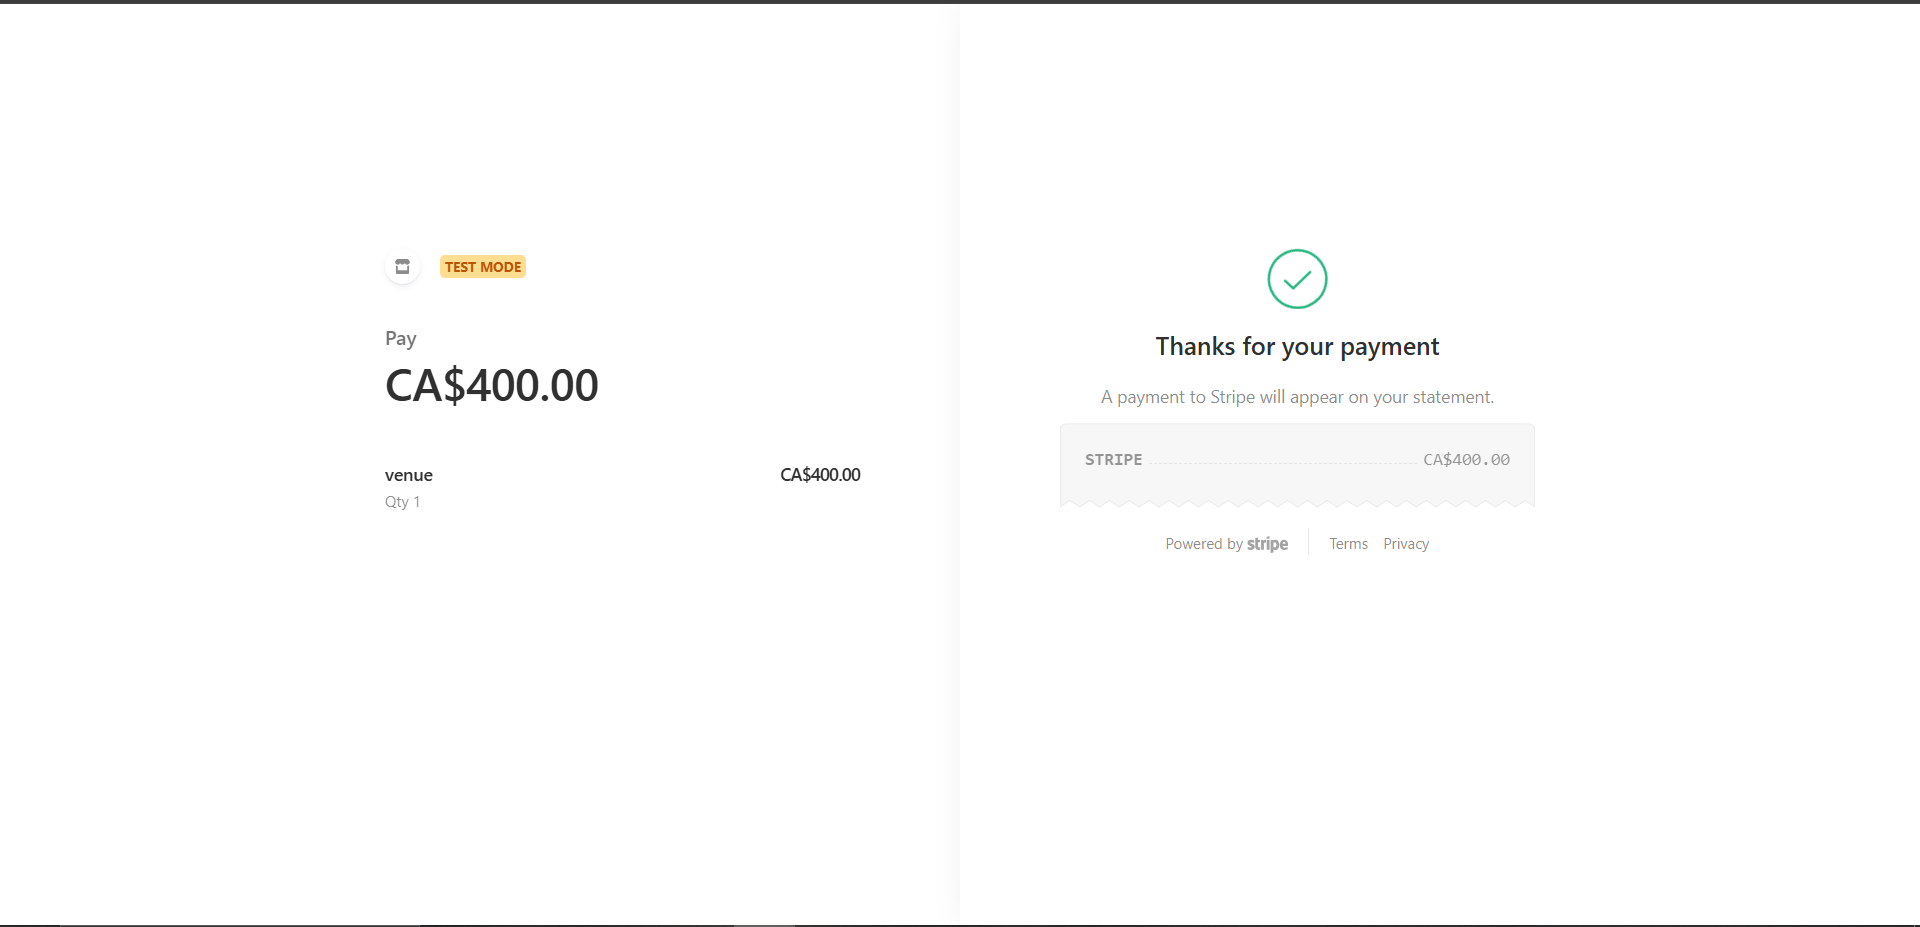 TEST MODE
Pay
CA$400.00
venue CA$400.00
Qty 1
Thanks for your payment
A payment to Stripe will appear on your statement.
STRIPE CA$400.00
Powered by stripe Terms Privacy